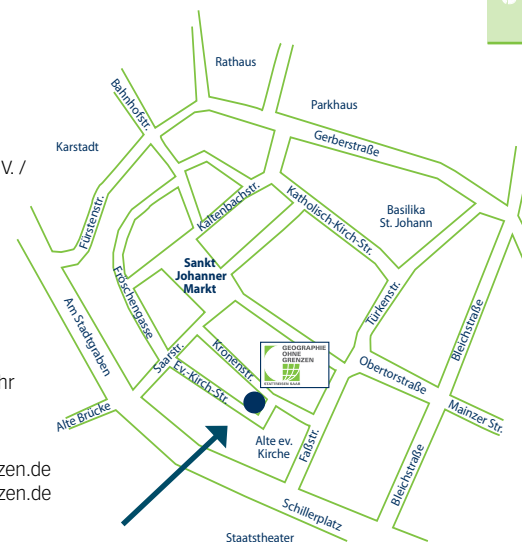 Rathaus
Parkhaus
Bahnhofstr.
Karstadt
Gerberstraße
V. /
Kaltenbachstr.
Katholisch-Kirch-Str.
Basilika
St. Johann
Fürstenstr.
Sankt
Johanner
Markt
Fröschengasse
Türkenstr.
Am Stadtgraben
Bleichstraße
Saarstr.
Kronenstr.
GEOGRAPHIE
OHNE
GRENZEN
STATTREISEN SAAR
Obertorstraße
hr
Ev.-Kirch-Str.
Mainzer Str.
Alte Brücke
Alte ev.
Kirche
Faßstr.
Bleichstraße
zen.de
zen.de
Schillerplatz
Staatstheater